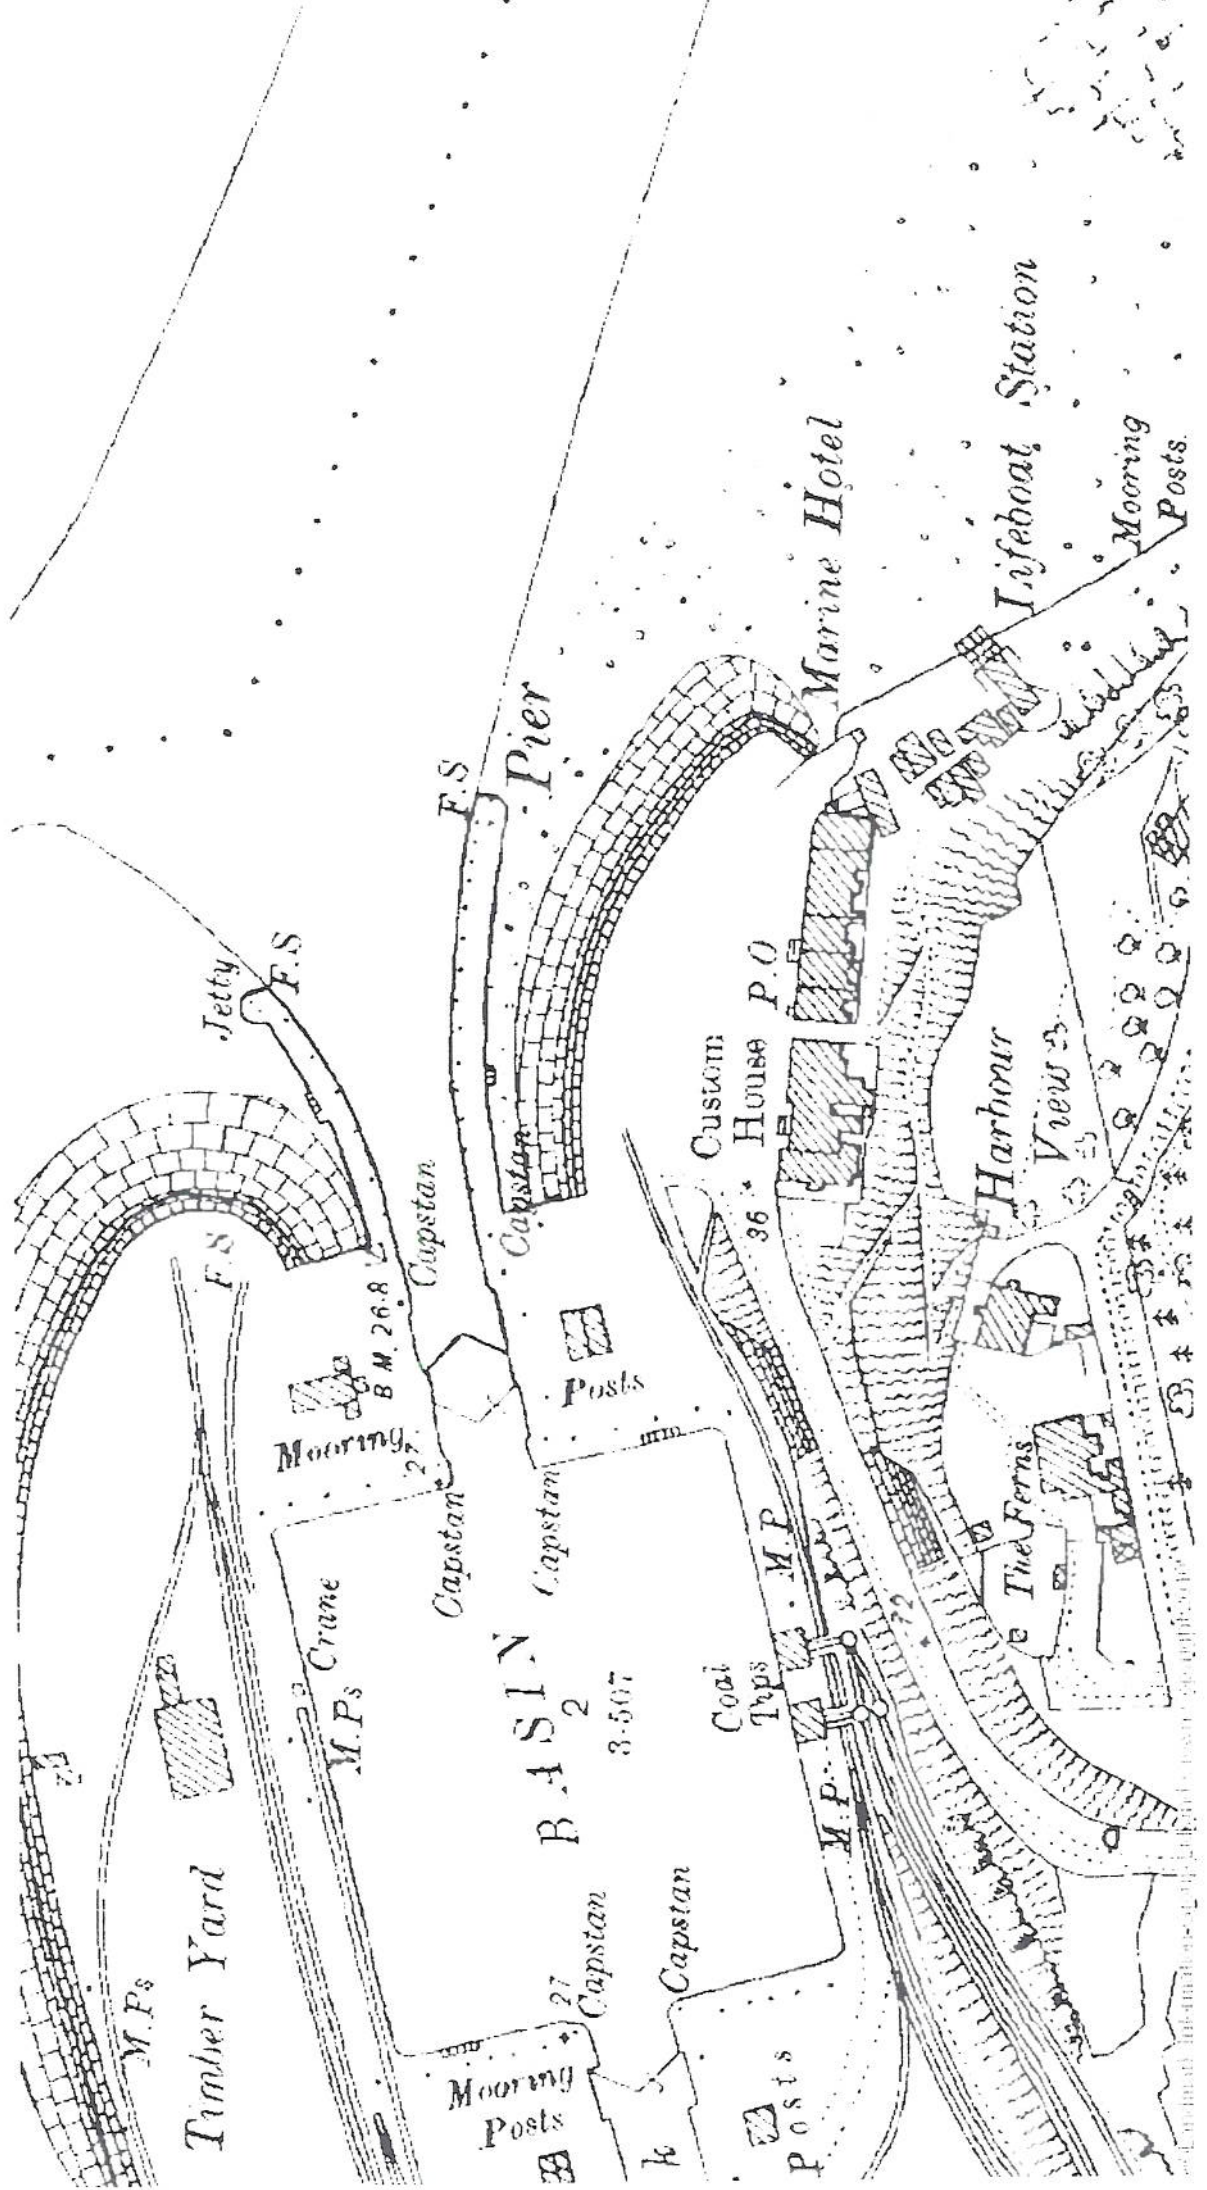 Jetty
F.S
F.S
Pier
Marine Hotel
Lifeboat Station
Mooring
Posts
F.S
B.M. 26.8
Capstan
Capstan
Custom
House
P.O
36
Harbour
View
Mooring
Posts
Capstan
Capstan
M.P
The Ferns
72
Crane
M.Ps
BASIN
2
3·507
Coal
Tips
M.P
M.Ps
Timber Yard
27
Capstan
Capstan
Mooring
Posts
k
Posts